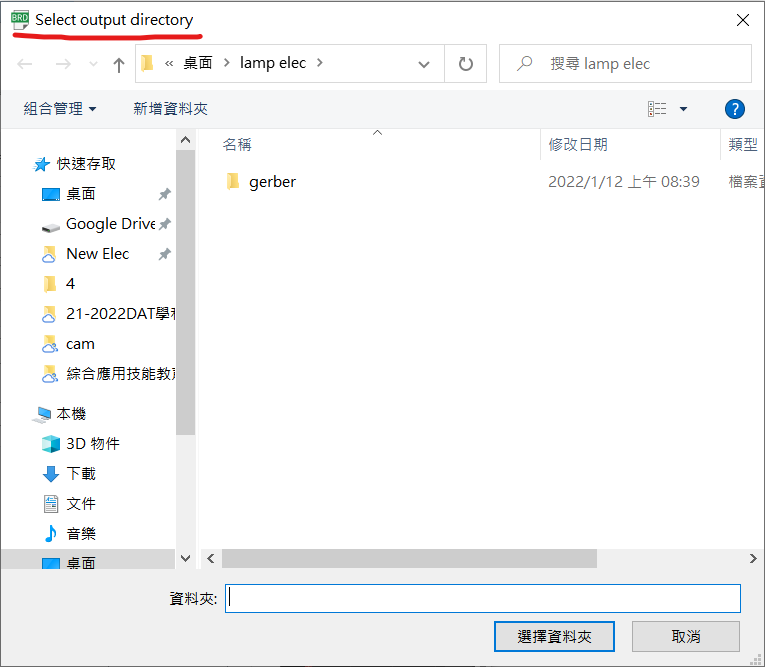 BRD Select output directory
« 桌面 › lamp elec ›
搜尋 lamp elec
組合管理
新增資料夾
?
名稱
修改日期
類型
gerber
2022/1/12 上午 08:39
檔案
快速存取
桌面
Google Drive
New Elec
4
21-2022DAT學
cam
綜合應用技能教
本機
3D 物件
下載
文件
音樂
桌面
資料夾:
選擇資料夾
取消